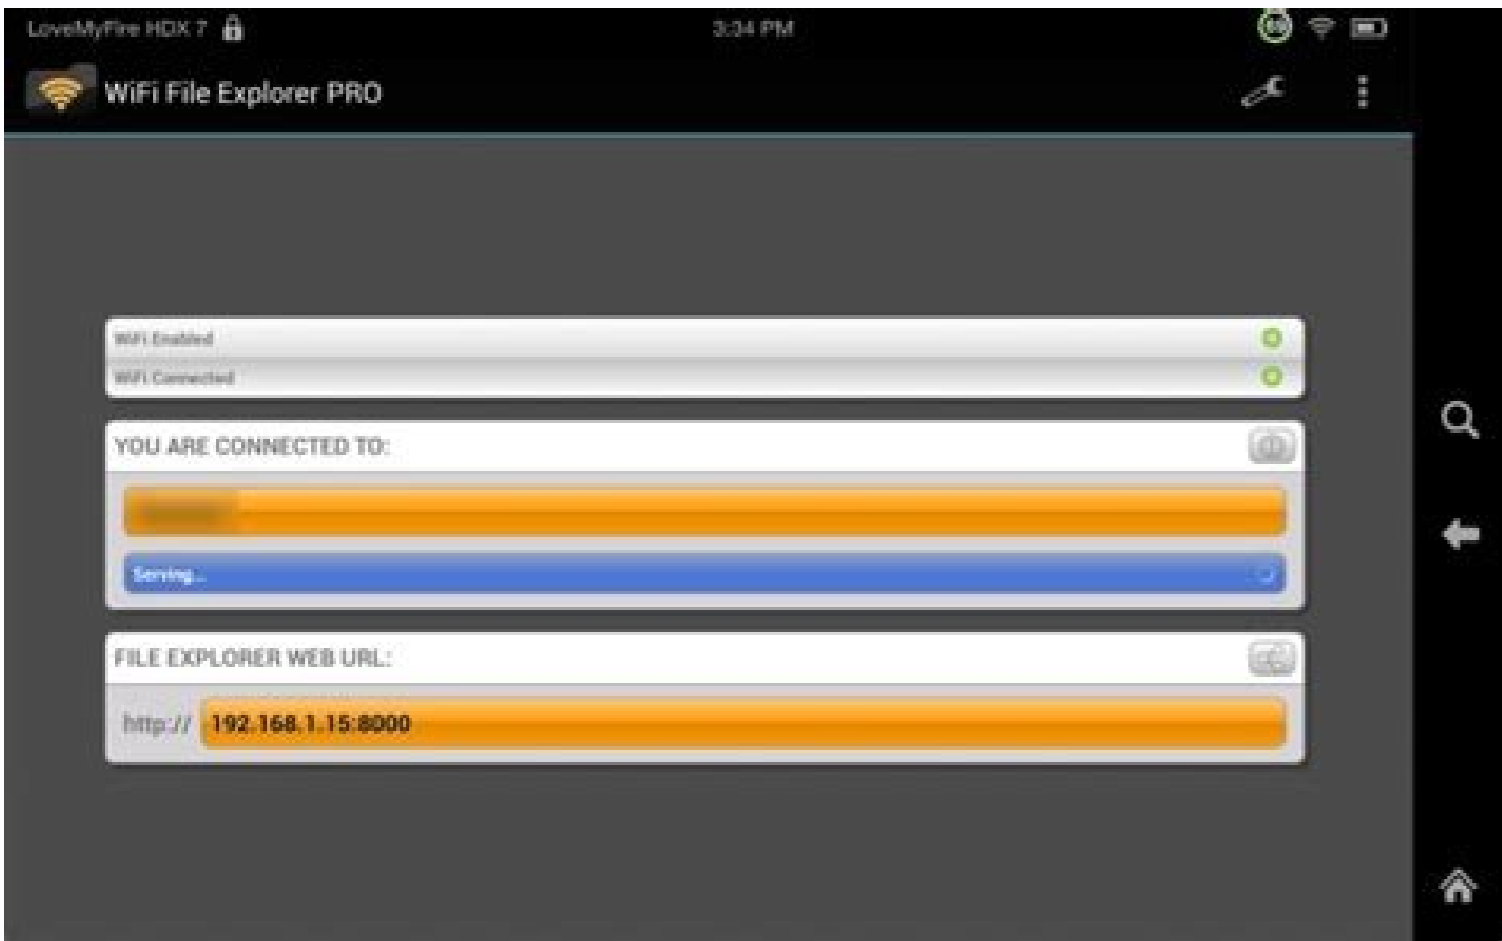 LoveMyFire HDX 7
3:34 PM
WiFi File Explorer PRO
WiFi Enabled
WiFi Connected
YOU ARE CONNECTED TO:
Serving...
FILE EXPLORER WEB URL:
http:// 192.168.1.15:8000